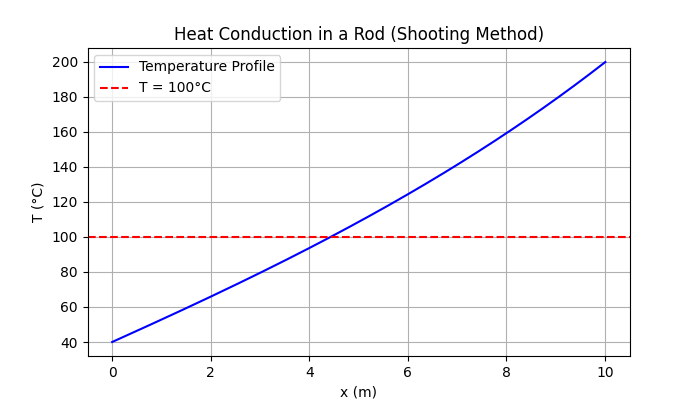 Heat Conduction in a Rod (Shooting Method)
Temperature Profile
T = 100°C
T (°C)
200
180
160
140
120
100
80
60
40
0 2 4 6 8 10
x (m)